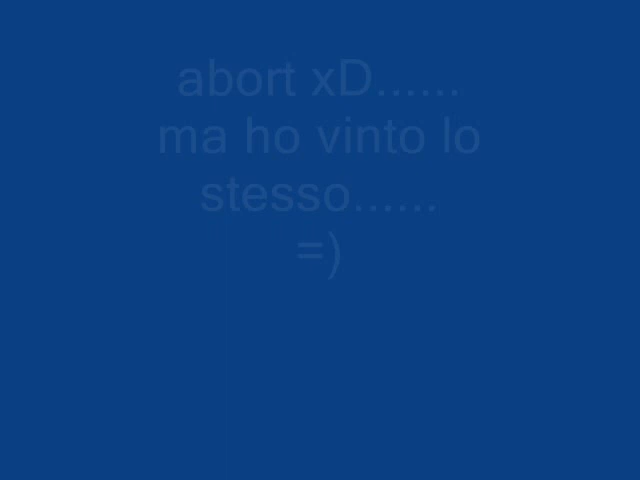 abort xD......
ma ho vinto lo
stesso......
=)